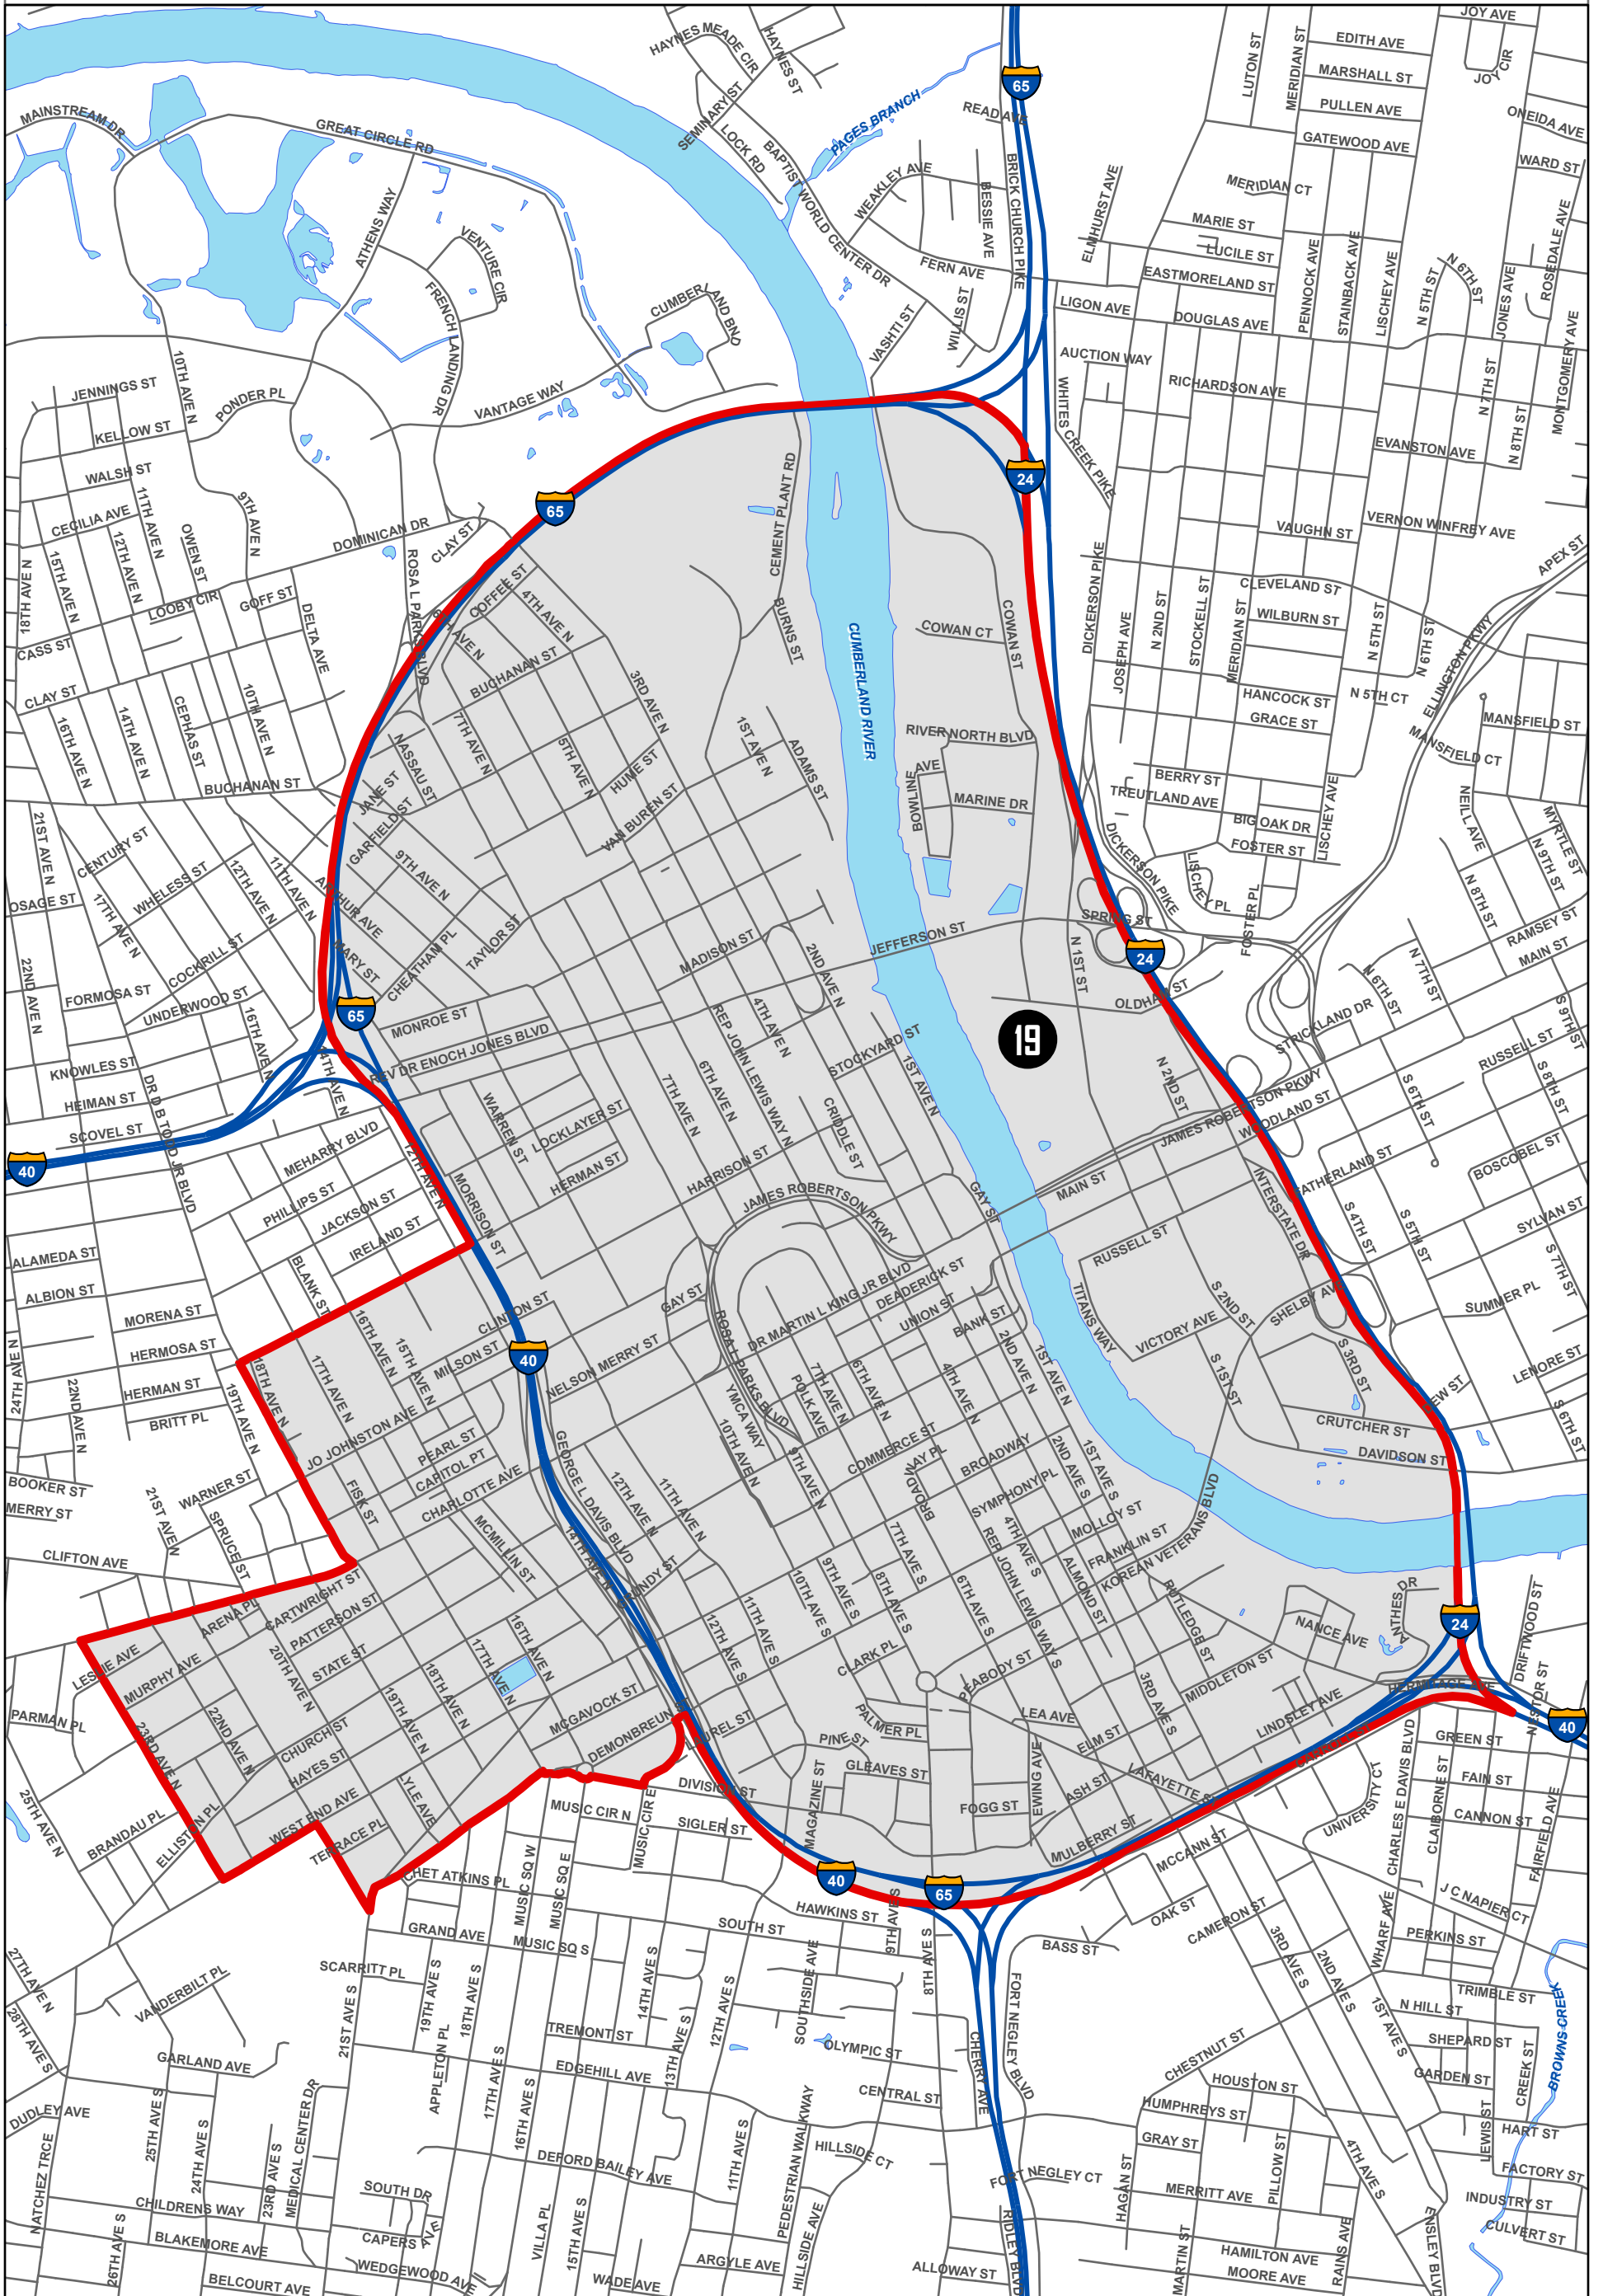 HAYNES MEADE CIR
HAYNES ST
JOY AVE
EDITH AVE
LUTON ST
MERIDIAN ST
MARSHALL ST
JOY CIR
65
PULLEN AVE
ONEIDA AVE
MAINSTREAM DR
GREAT CIRCLE RD
SEMINARY ST
LOCK RD
PAGES BRANCH
READ AVE
GATEWOOD AVE
WARD ST
BAPTIST WORLD CENTER DR
WEAKLEY AVE
BESSIE AVE
BRICK CHURCH PIKE
ELMHURST AVE
MERIDIAN CT
MARIE ST
LUCILE ST
ROSEDALE AVE
ATHENS WAY
VENTURE CIR
FRENCH LANDING DR
CUMBERLAND BND
FERN AVE
EASTMORELAND ST
PENNOCK AVE
STAINBACK AVE
LISCHEY AVE
N 5TH ST
N 6TH ST
JONES AVE
LIGON AVE
DOUGLAS AVE
VASHTI ST
WILLIS ST
AUCTION WAY
RICHARDSON AVE
N 7TH ST
N 8TH ST
MONTGOMERY AVE
JENNINGS ST
10TH AVE N
PONDER PL
VANTAGE WAY
KELLOW ST
WHITES CREEK PIKE
EVANSTON AVE
WALSH ST
CECILIA AVE
11TH AVE N
12TH AVE N
15TH AVE N
18TH AVE N
OWEN ST
9TH AVE N
DOMINICAN DR
CLAY ST
65
24
CEMENT PLANT RD
VAUGHN ST
VERNON WINFREY AVE
APEX ST
LOOBY CIR
GOFF ST
DELTA AVE
ROSA L PARKS BLVD
COFFEE ST
8TH AVE N
4TH AVE N
BURNS ST
CUMBERLAND RIVER
COWAN CT
COWAN ST
DICKERSON PIKE
JOSEPH AVE
N 2ND ST
STOCKELL ST
MERIDIAN ST
CLEVELAND ST
WILBURN ST
N 5TH ST
N 6TH ST
ELLINGTON PKWY
CASS ST
CLAY ST
16TH AVE N
14TH AVE N
CEPHAS ST
10TH AVE N
BUCHANAN ST
3RD AVE N
HANCOCK ST
N 5TH CT
GRACE ST
MANSFIELD ST
MANSFIELD CT
NASSAU ST
7TH AVE N
5TH AVE N
HUME ST
1ST AVE N
ADAMS ST
RIVER NORTH BLVD
BOWLINE AVE
MARINE DR
BERRY ST
TREUTLAND AVE
BIG OAK DR
FOSTER ST
LISCHEY AVE
NEILL AVE
MYRTLE ST
N 9TH ST
BUCHANAN ST
JANE ST
GARFIELD ST
VAN BUREN ST
21ST AVE N
CENTURY ST
WHELESS ST
12TH AVE N
11TH AVE N
9TH AVE N
ARTHUR AVE
DICKERSON PIKE
LISCHEY PL
FOSTER PL
N 8TH ST
RAMSEY ST
MAIN ST
OSAGE ST
17TH AVE N
COCKRILL ST
MARY ST
CHEATHAM PL
TAYLOR ST
MADISON ST
2ND AVE N
JEFFERSON ST
SPRING ST
24
N 1ST ST
OLDHAM ST
N 6TH ST
N 7TH ST
22ND AVE N
FORMOSA ST
UNDERWOOD ST
16TH AVE N
65
MONROE ST
REV DR ENOCH JONES BLVD
REP JOHN LEWIS WAY N
4TH AVE N
STOCKYARD ST
1ST AVE N
19
STRICKLAND DR
RUSSELL ST
S 9TH ST
S 8TH ST
KNOWLES ST
HEIMAN ST
SCOVEL ST
DR D B TODD JR BLVD
14TH AVE N
WARREN ST
LOCKLAYER ST
7TH AVE N
6TH AVE N
CRIDDLE ST
N 2ND ST
JAMES ROBERTSON PKWY
WOODLAND ST
S 6TH ST
40
MEHARRY BLVD
12TH AVE N
HERMAN ST
HARRISON ST
FATHERLAND ST
BOSCOBEL ST
PHILLIPS ST
JACKSON ST
IRELAND ST
MORRISON ST
JAMES ROBERTSON PKWY
GAY ST
MAIN ST
INTERSTATE DR
S 4TH ST
S 5TH ST
SYLVAN ST
S 7TH ST
ALAMEDA ST
ALBION ST
BLANK ST
RUSSELL ST
MORENA ST
HERMOSA ST
CLINTON ST
GAY ST
DR MARTIN L KING JR BLVD
DEADERICK ST
UNION ST
BANK ST
TITANS WAY
S 2ND ST
SHELBY AVE
SUMMER PL
24TH AVE N
22ND AVE N
HERMAN ST
BRITT PL
19TH AVE N
18TH AVE N
17TH AVE N
16TH AVE N
15TH AVE N
MILSON ST
40
NELSON MERRY ST
ROSA L PARKS BLVD
YMCA WAY
POLK AVE
7TH AVE N
6TH AVE N
4TH AVE N
2ND AVE N
1ST AVE N
VICTORY AVE
S 1ST ST
S 3RD ST
LENORE ST
JO JOHNSTON AVE
PEARL ST
CAPITOL PT
CHARLOTTE AVE
10TH AVE N
9TH AVE N
COMMERCE ST
KAY PL
BROADWAY
CRUTCHER ST
DAVIDSON ST
S 6TH ST
BOOKER ST
MERRY ST
WARNER ST
21ST AVE N
SPRUCE ST
FISK ST
MCMILLIN ST
GEORGE L DAVIS BLVD
12TH AVE N
11TH AVE N
14TH AVE N
BROADWAY
SYMPHONY PL
2ND AVE S
1ST AVE S
MOLLOY ST
KOREAN VETERANS BLVD
CLIFTON AVE
CARTWRIGHT ST
ARENA PL
PATTERSON ST
STATE ST
GRUNDY ST
7TH AVE S
REP JOHN LEWIS WAY S
4TH AVE S
ALMOND ST
FRANKLIN ST
RUTLEDGE ST
LESLIE AVE
MURPHY AVE
20TH AVE N
16TH AVE N
17TH AVE N
18TH AVE N
12TH AVE S
11TH AVE S
10TH AVE S
9TH AVE S
8TH AVE S
6TH AVE S
CLARK PL
PEABODY ST
NANCE AVE
ANTHES DR
24
DRIFTWOOD ST
PARMAN PL
23RD AVE N
22ND AVE N
CHURCH ST
HAYES ST
19TH AVE N
MCGAVOCK ST
DEMONBREUN ST
LAUREL ST
PINE ST
PALMER PL
LEA AVE
ELM ST
3RD AVE S
MIDDLETON ST
LINDSLEY AVE
HERMITAGE AVE
NESTOR ST
40
25TH AVE N
BRANDAU PL
ELLISTON PL
WEST END AVE
TERRACE PL
LYLE AVE
DIVISION ST
MUSIC CIR N
MUSIC CIR E
SIGLER ST
MAGAZINE ST
GLEAVES ST
FOGG ST
EWING AVE
ASH ST
LAFAYETTE ST
MULBERRY ST
UNIVERSITY CT
CHARLES E DAVIS BLVD
CLAIBORNE ST
GREEN ST
FAIN ST
CANNON ST
FAIRFIELD AVE
CHET ATKINS PL
MUSIC SQ W
MUSIC SQ E
40
65
MCCANN ST
OAK ST
CAMERON ST
J C NAPIER CT
GRAND AVE
MUSIC SQ S
SOUTH ST
HAWKINS ST
9TH AVE S
8TH AVE S
BASS ST
3RD AVE S
2ND AVE S
WHARF AVE
PERKINS ST
27TH AVE N
28TH AVE S
VANDERBILT PL
SCARRITT PL
21ST AVE S
19TH AVE S
18TH AVE S
14TH AVE S
12TH AVE S
SOUTHSIDE AVE
FORT NEGLEY BLVD
1ST AVE S
TRIMBLE ST
N HILL ST
SHEPARD ST
GARDEN ST
CREEK ST
BROWNS CREEK
GARLAND AVE
APPLETON PL
17TH AVE S
16TH AVE S
TREMONT ST
EDGEHILL AVE
13TH AVE S
OLYMPIC ST
CENTRAL ST
CHERRY AVE
CHESTNUT ST
HOUSTON ST
HUMPHREYS ST
LEWIS ST
HART ST
DUDLEY AVE
NATCHEZ TRCE
25TH AVE S
24TH AVE S
23RD AVE S
MEDICAL CENTER DR
DEFORD BAILEY AVE
11TH AVE S
PEDESTRIAN WALKWAY
HILLSIDE CT
FORT NEGLEY CT
HAGAN ST
GRAY ST
PILLOW ST
4TH AVE S
FACTORY ST
SOUTH DR
CHILDRENS WAY
MERRITT AVE
INDUSTRY ST
26TH AVE S
BLAKEMORE AVE
CAPERS AVE
WEDGEWOOD AVE
VILLA PL
15TH AVE S
WADE AVE
ARGYLE AVE
HILLSIDE AVE
ALLOWAY ST
RIDLEY BLVD
MARTIN ST
HAMILTON AVE
MOORE AVE
RAINS AVE
ENSLEY BLVD
CULVERT ST
BELCOURT AVE